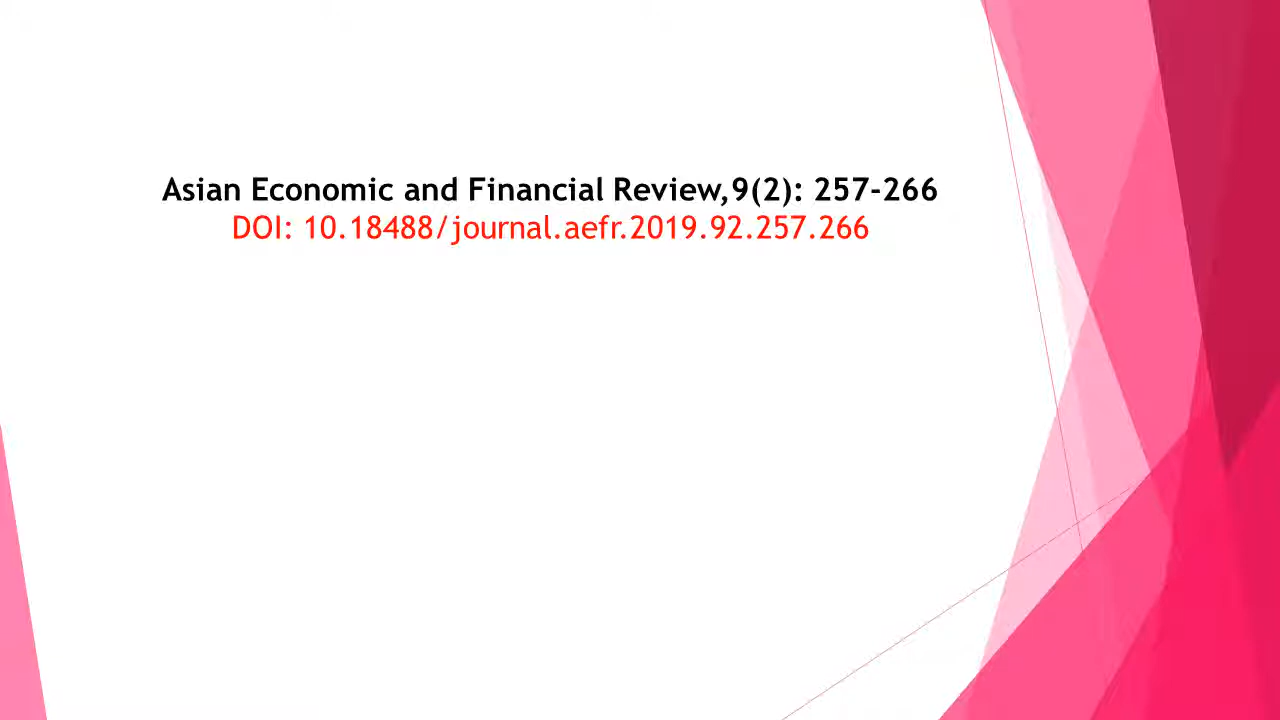 Asian Economic and Financial Review,9(2): 257-266
DOI: 10.18488/journal.aefr.2019.92.257.266